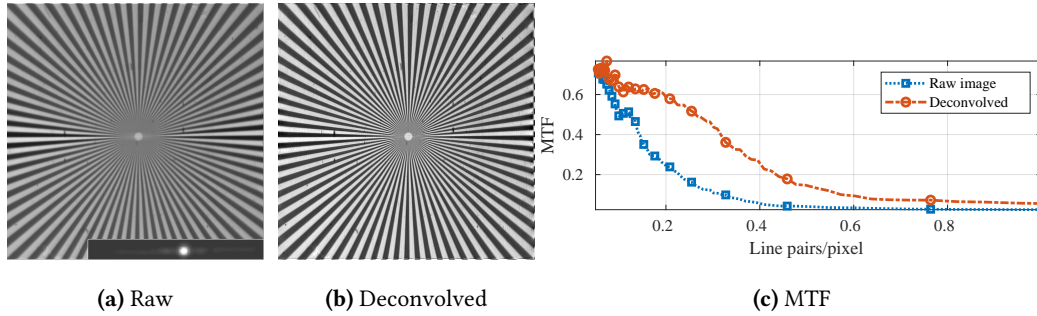 MTF
0.6
0.4
0.2
Raw image
Deconvolved
0.2
0.4
0.6
0.8
Line pairs/pixel
(a) Raw
(b) Deconvolved
(c) MTF